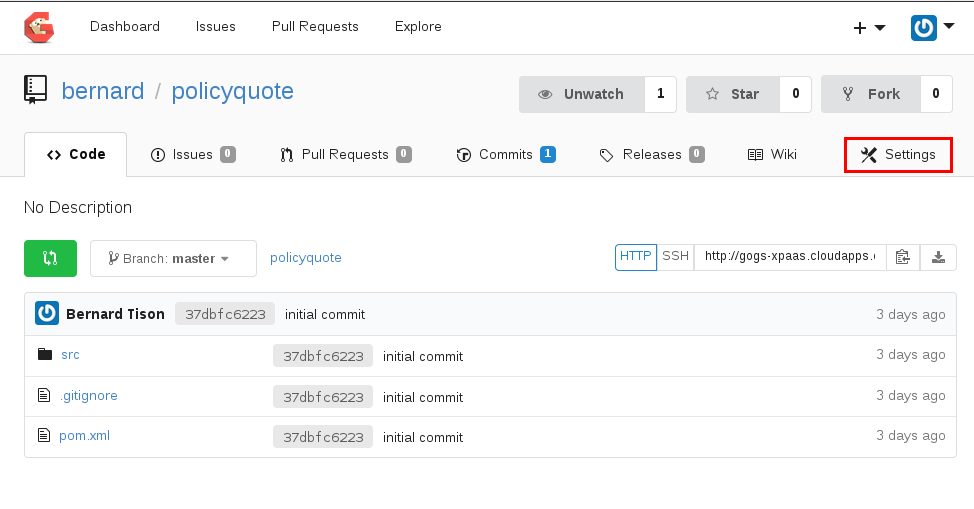 Dashboard Issues Pull Requests Explore
bernard / policyquote
Unwatch 1 Star 0 Fork 0
Code Issues 0 Pull Requests 0 Commits 1 Releases 0 Wiki Settings
No Description
Branch: master policyquote HTTP SSH http://gogs-xpaas.cloudapps.
Bernard Tison 37dbfc6223 initial commit 3 days ago
src 37dbfc6223 initial commit 3 days ago
.gitignore 37dbfc6223 initial commit 3 days ago
pom.xml 37dbfc6223 initial commit 3 days ago